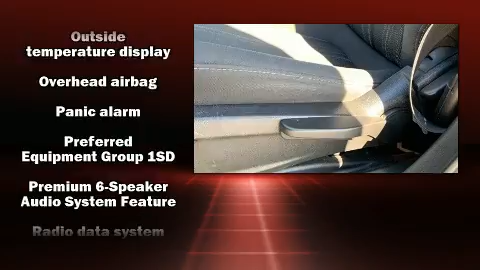 Outside
temperature display
Overhead airbag
Panic alarm
Preferred
Equipment Group 1SD
Premium 6-Speaker
Audio System Feature
Radio data system